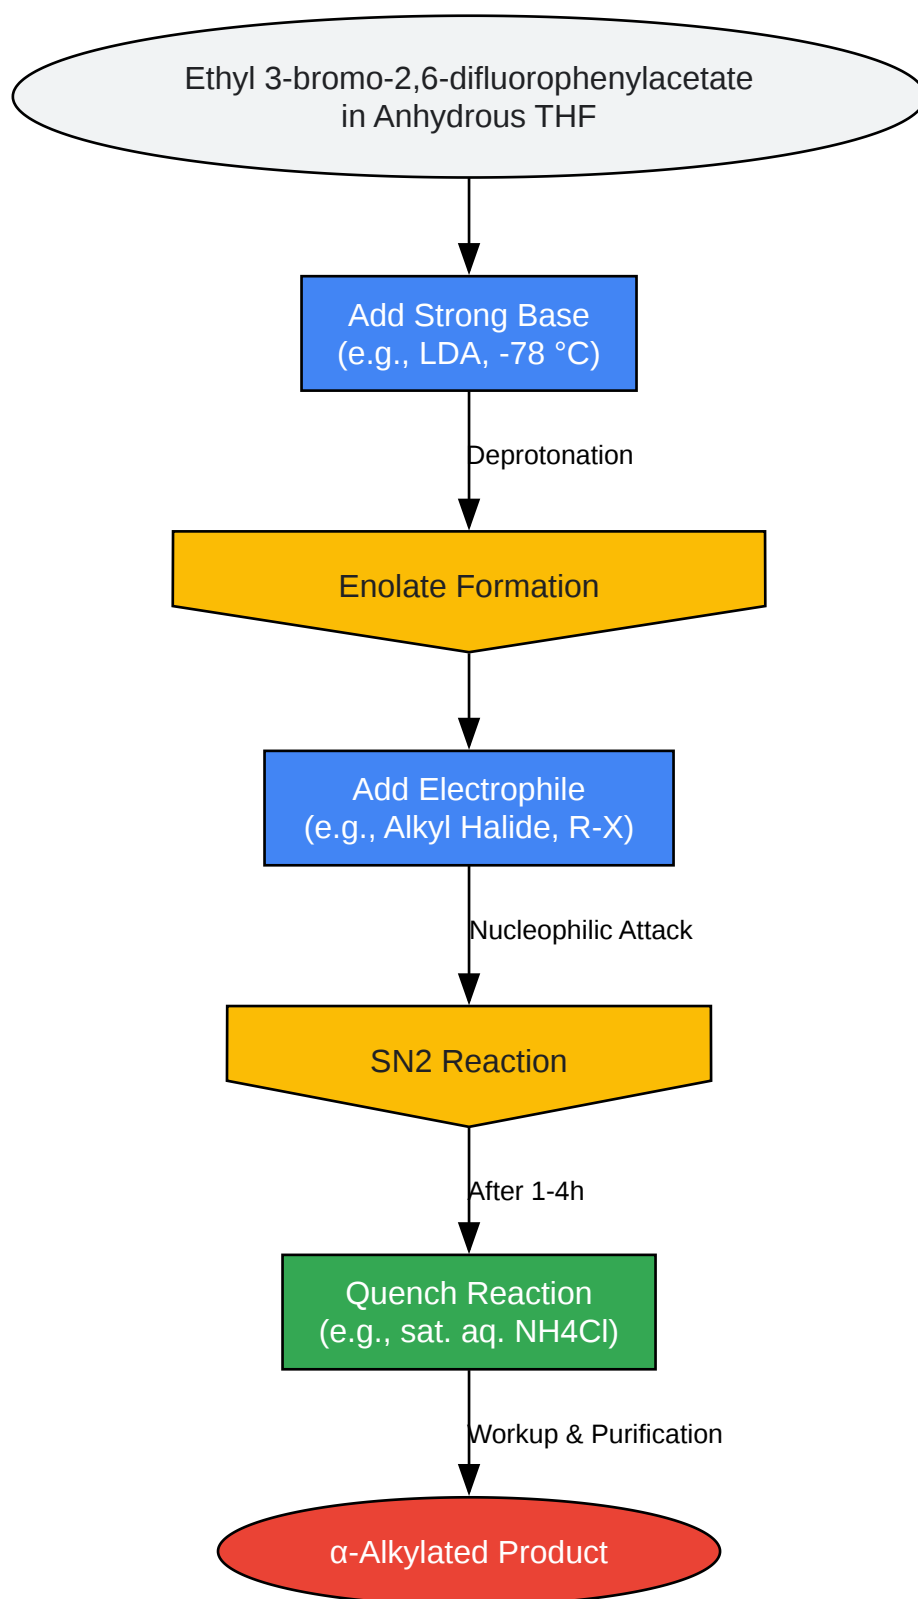 Ethyl 3-bromo-2,6-difluorophenylacetate
in Anhydrous THF
Add Strong Base
(e.g., LDA, -78 °C)
Deprotonation
Enolate Formation
Add Electrophile
(e.g., Alkyl Halide, R-X)
Nucleophilic Attack
SN2 Reaction
After 1-4h
Quench Reaction
(e.g., sat. aq. NH4Cl)
Workup & Purification
α-Alkylated Product